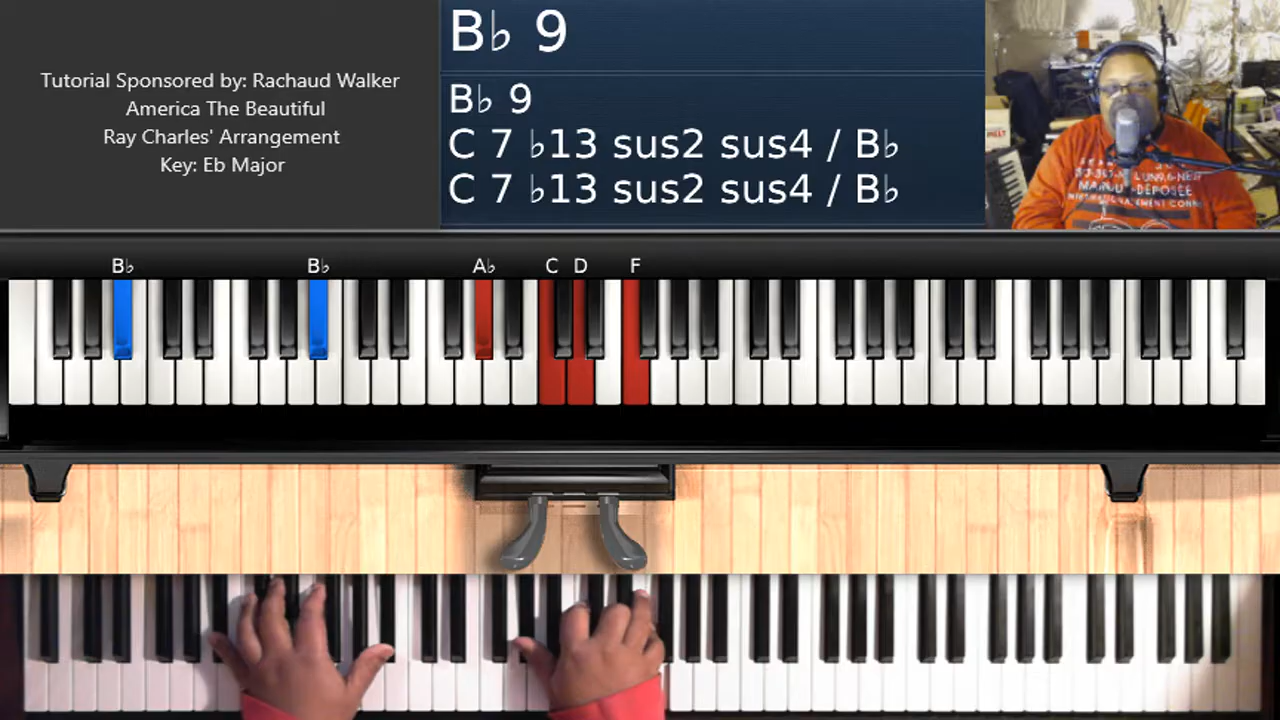 Tutorial Sponsored by: Rachaud Walker
America The Beautiful
Ray Charles' Arrangement
Key: Eb Major
B♭ 9
B♭ 9
C 7 ♭13 sus2 sus4 / B♭
C 7 ♭13 sus2 sus4 / B♭
B♭ B♭ A♭ C D F